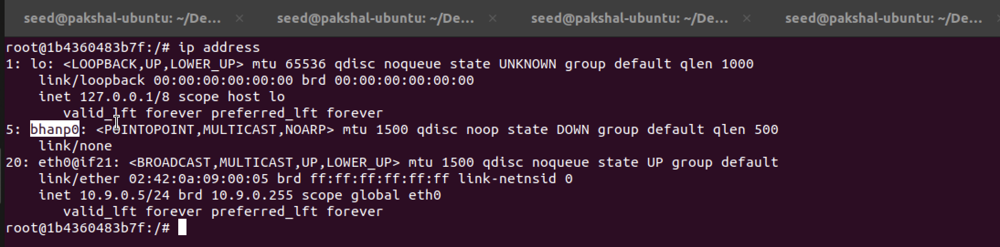 seed@pakshal-ubuntu: ~/De... × seed@pakshal-ubuntu: ~/De... × seed@pakshal-ubuntu: ~/De... × seed@pakshal-ubuntu: ~/De...
root@1b4360483b7f:/# ip address
1: lo: <LOOPBACK,UP,LOWER_UP> mtu 65536 qdisc noqueue state UNKNOWN group default qlen 1000
    link/loopback 00:00:00:00:00:00 brd 00:00:00:00:00:00
    inet 127.0.0.1/8 scope host lo
       valid_lft forever preferred_lft forever
5: bhanp0: <POINTOPOINT,MULTICAST,NOARP> mtu 1500 qdisc noop state DOWN group default qlen 500
    link/none
20: eth0@if21: <BROADCAST,MULTICAST,UP,LOWER_UP> mtu 1500 qdisc noqueue state UP group default
    link/ether 02:42:0a:09:00:05 brd ff:ff:ff:ff:ff:ff link-netnsid 0
    inet 10.9.0.5/24 brd 10.9.0.255 scope global eth0
       valid_lft forever preferred_lft forever
root@1b4360483b7f:/#